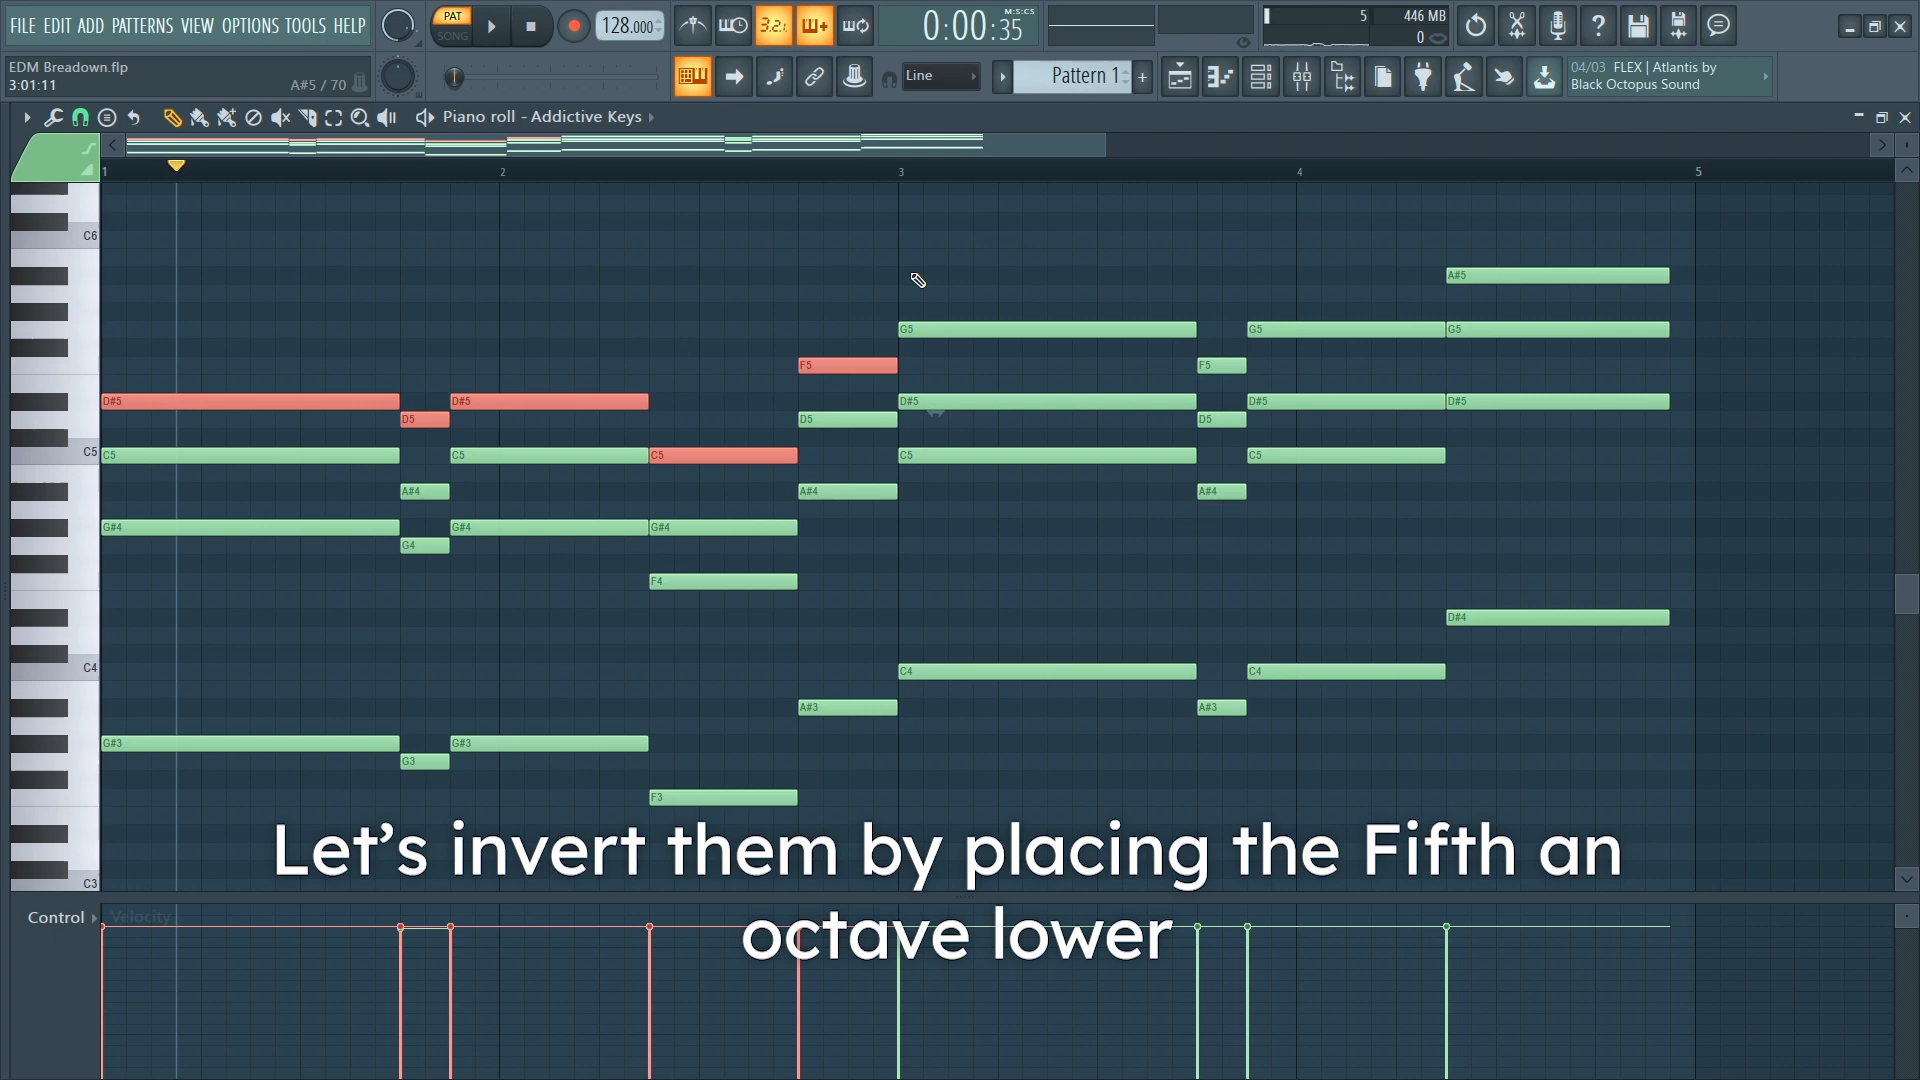 FILE EDIT ADD PATTERNS VIEW OPTIONS TOOLS HELP
PAT
SONG
128.000
3.2.1
M:S:CS
0:00:35
5
446 MB
0
EDM Breadown.flp
3:01:11
A#5 / 70
Line
Pattern 1
+
04/03 FLEX | Atlantis by
Black Octopus Sound
Piano roll - Addictive Keys
1 2 3 4 5
C6
A#5
G5 G5 G5
F5 F5
D#5 D#5 D#5 D#5 D#5
D5 D5 D5
C5 C5 C5 C5 C5 C5
A#4 A#4 A#4
G#4 G#4 G#4
G4
F4
D#4
C4 C4 C4
A#3 A#3
G#3 G#3
G3
F3
Let's invert them by placing the Fifth an
octave lower
C3
Control Velocity